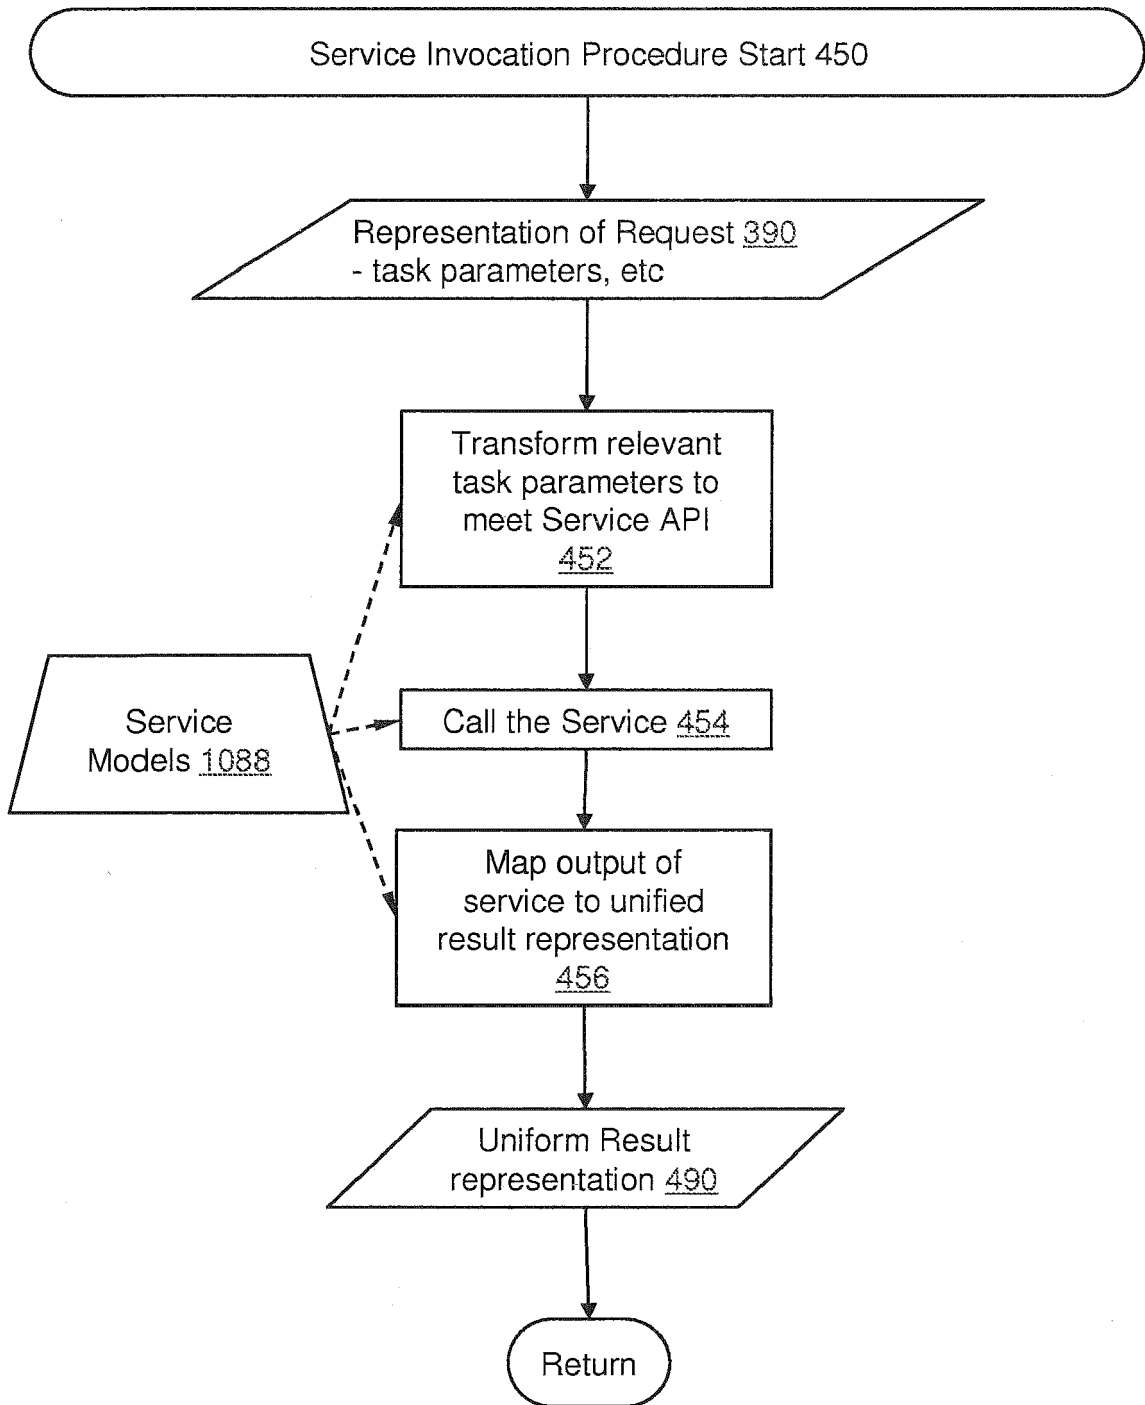 Service Invocation Procedure Start 450
Representation of Request 390
- task parameters, etc
Transform relevant
task parameters to
meet Service API
452
Service
Models 1088
Call the Service 454
Map output of
service to unified
result representation
456
Uniform Result
representation 490
Return